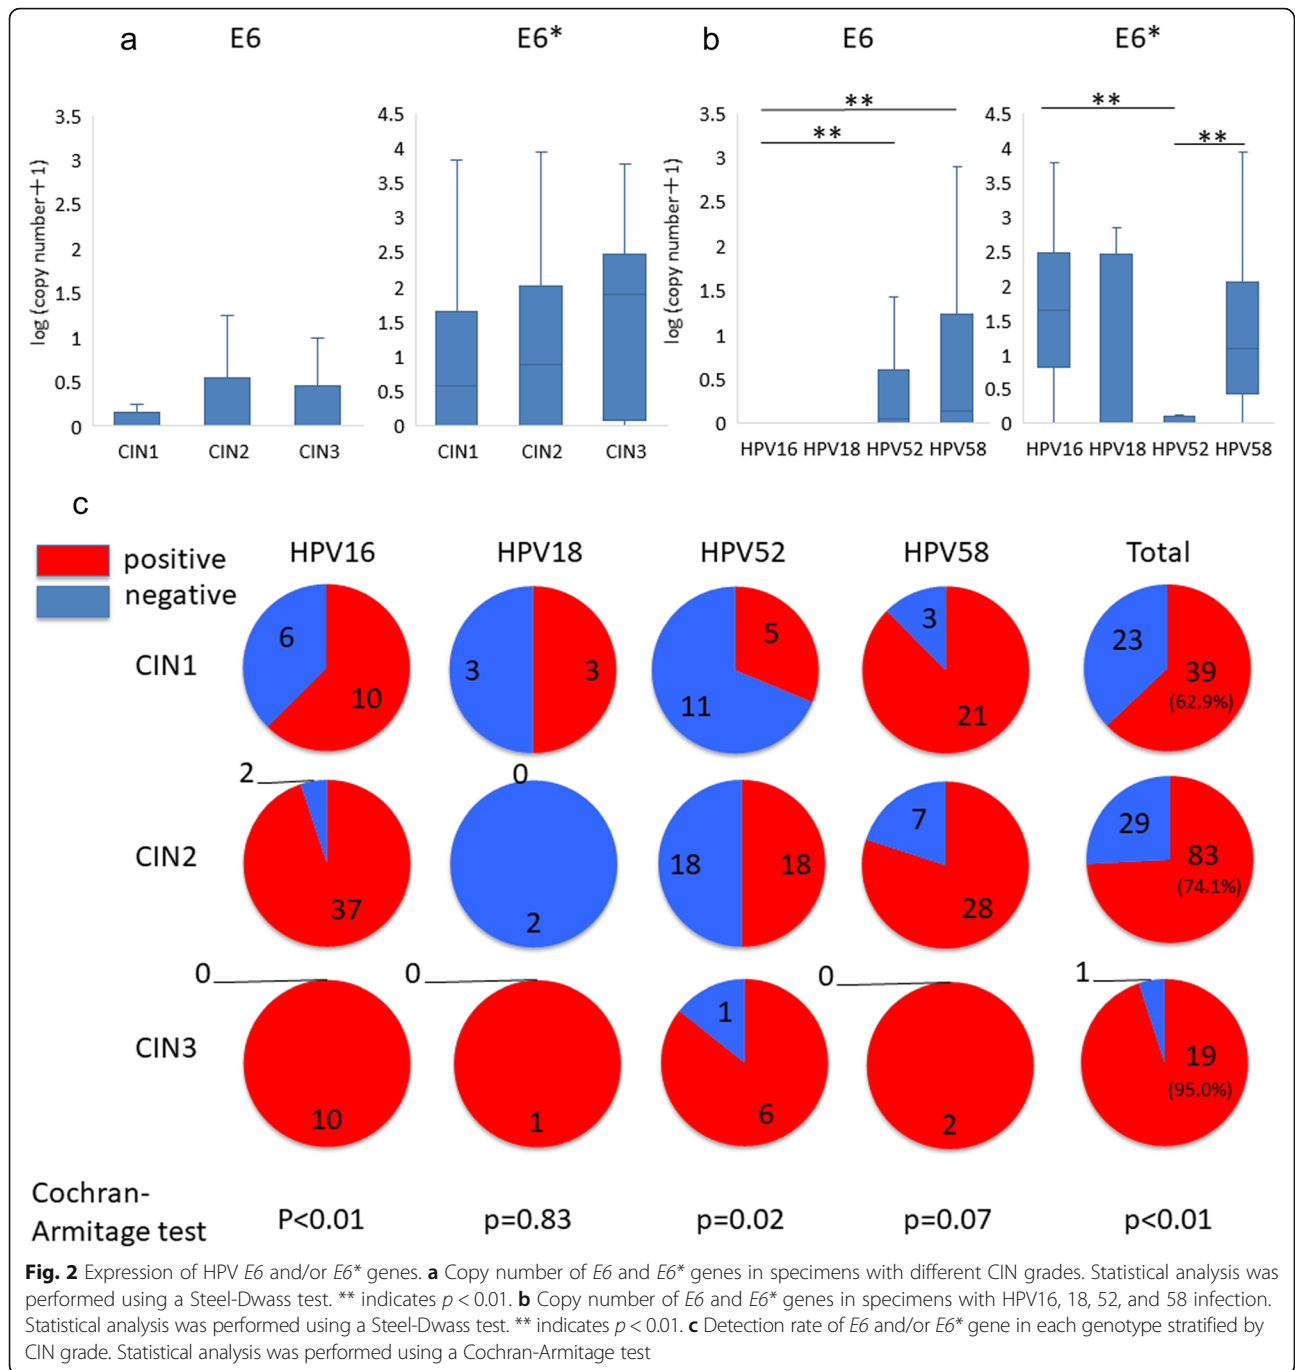 a E6 E6* b E6 E6*
log (copy number+1)
3.5
3
2.5
2
1.5
1
0.5
0
CIN1 CIN2 CIN3
4.5
4
3.5
3
2.5
2
1.5
1
0.5
0
CIN1 CIN2 CIN3
log (copy number+1)
** 
**
3.5
3
2.5
2
1.5
1
0.5
0
HPV16 HPV18 HPV52 HPV58
**
**
4.5
4
3.5
3
2.5
2
1.5
1
0.5
0
HPV16 HPV18 HPV52 HPV58
c
positive
negative
HPV16 HPV18 HPV52 HPV58 Total
CIN1
6 10 3 3 11 5 3 21 23 39
(62.9%)
CIN2
2 37 0 2 18 18 7 28 29 83
(74.1%)
CIN3
0 10 0 1 1 6 0 2 1 19
(95.0%)
Cochran-
Armitage test P<0.01 p=0.83 p=0.02 p=0.07 p<0.01
Fig. 2 Expression of HPV E6 and/or E6* genes. a Copy number of E6 and E6* genes in specimens with different CIN grades. Statistical analysis was
performed using a Steel-Dwass test. ** indicates p < 0.01. b Copy number of E6 and E6* genes in specimens with HPV16, 18, 52, and 58 infection.
Statistical analysis was performed using a Steel-Dwass test. ** indicates p < 0.01. c Detection rate of E6 and/or E6* gene in each genotype stratified by
CIN grade. Statistical analysis was performed using a Cochran-Armitage test